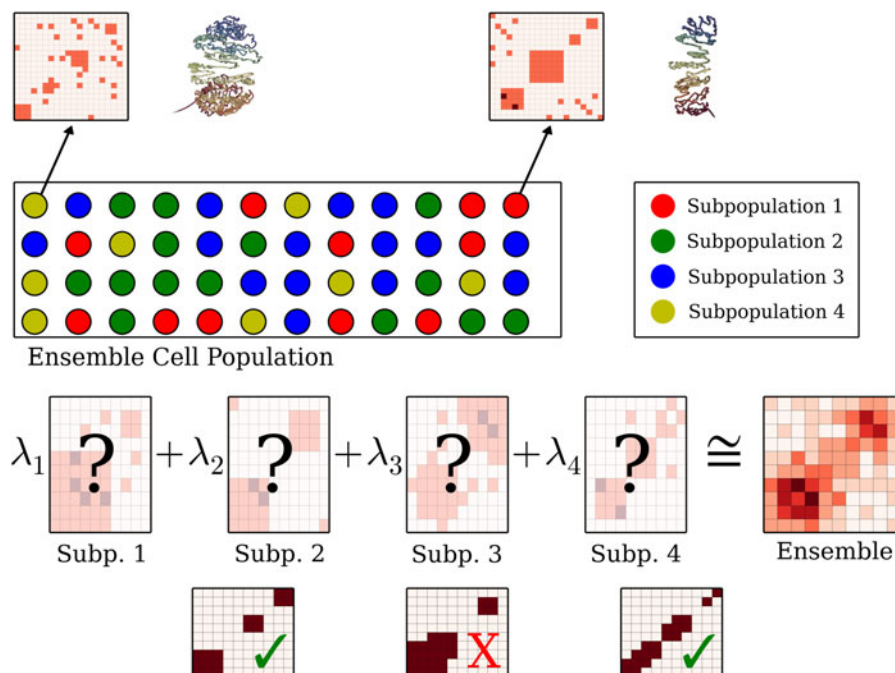 Subpopulation 1
Subpopulation 2
Subpopulation 3
Subpopulation 4
Ensemble Cell Population
λ1 ? + λ2 ? + λ3 ? + λ4 ? ≅ 
Subp. 1 Subp. 2 Subp. 3 Subp. 4 Ensemble
✓ X ✓